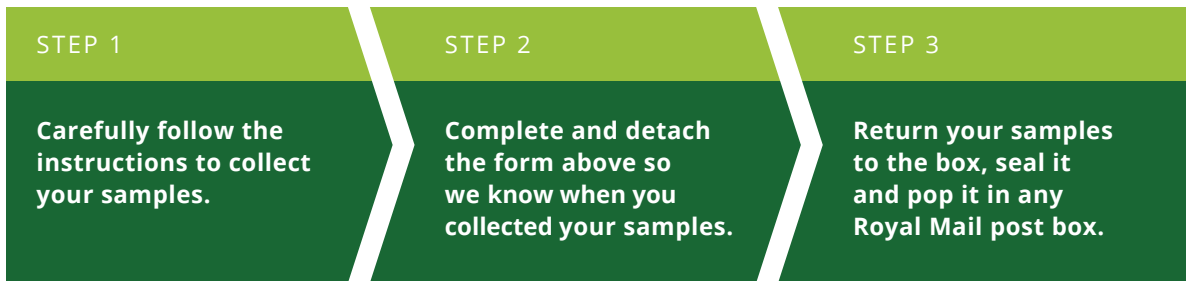 STEP 1
Carefully follow the
instructions to collect
your samples.
STEP 2
Complete and detach
the form above so
we know when you
collected your samples.
STEP 3
Return your samples
to the box, seal it
and pop it in any
Royal Mail post box.